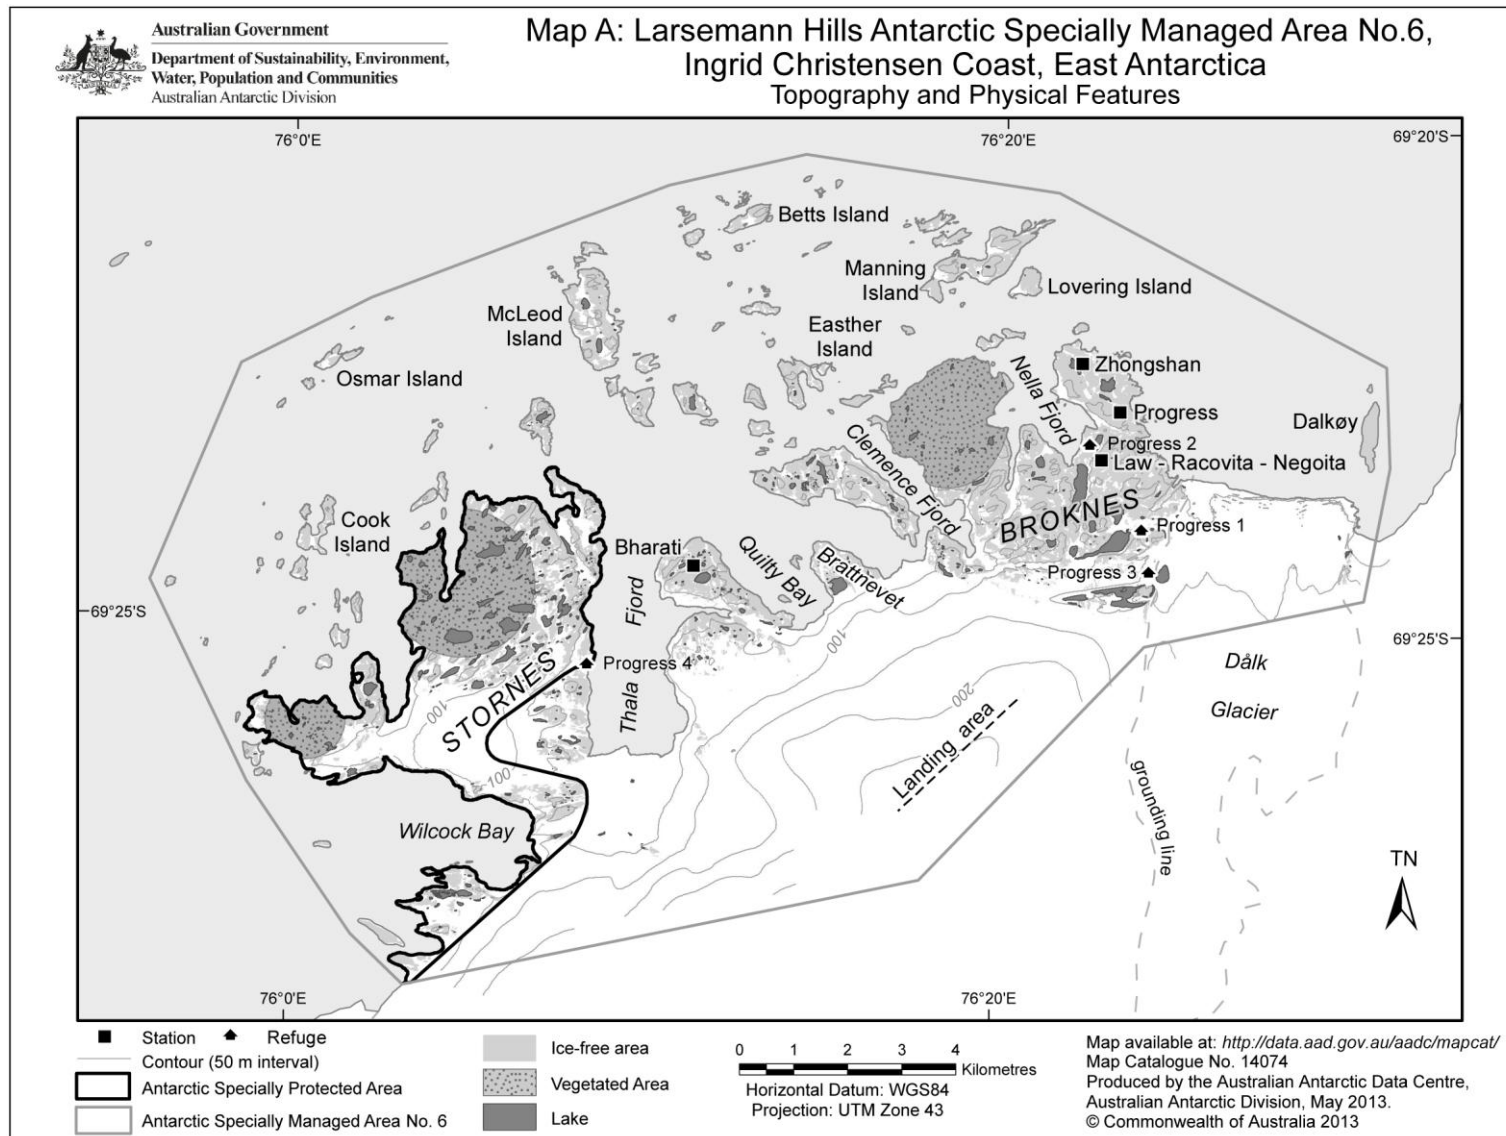 Australian Government
Department of Sustainability, Environment,
Water, Population and Communities
Australian Antarctic Division
Map A: Larsemann Hills Antarctic Specially Managed Area No.6,
Ingrid Christensen Coast, East Antarctica
Topography and Physical Features
76°0'E
76°20'E
69°20'S
Betts Island
Manning
Island
Lovering Island
McLeod
Island
Easther
Island
Osmar Island
Nella Fjord
Zhongshan
Progress
Dalkøy
Progress 2
Law - Racovita - Negoita
Clemence Fjord
BROKNES
Progress 1
Cook
Island
Bharati
Quilty Bay
Brattnevet
Progress 3
69°25'S
Thala Fjord
100
69°25'S
Progress 4
STORNES
100
200
Dålk
Glacier
Landing area
100
grounding line
Wilcock Bay
TN
76°0'E
76°20'E
Station
Refuge
Contour (50 m interval)
Antarctic Specially Protected Area
Antarctic Specially Managed Area No. 6
Ice-free area
Vegetated Area
Lake
0 1 2 3 4
Kilometres
Horizontal Datum: WGS84
Projection: UTM Zone 43
Map available at: http://data.aad.gov.au/aadc/mapcat/
Map Catalogue No. 14074
Produced by the Australian Antarctic Data Centre,
Australian Antarctic Division, May 2013.
© Commonwealth of Australia 2013